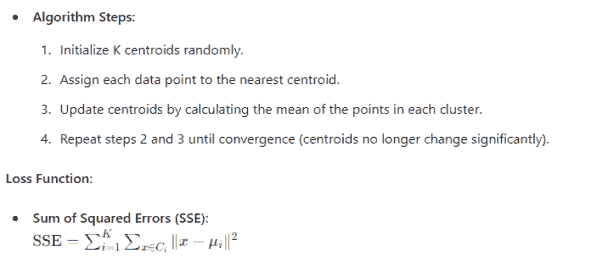 • Algorithm Steps:
1. Initialize K centroids randomly.
2. Assign each data point to the nearest centroid.
3. Update centroids by calculating the mean of the points in each cluster.
4. Repeat steps 2 and 3 until convergence (centroids no longer change significantly).
Loss Function:
• Sum of Squared Errors (SSE):
SSE = ∑_{i=1}^{K} ∑_{x∈C_i} ‖x − μ_i‖²